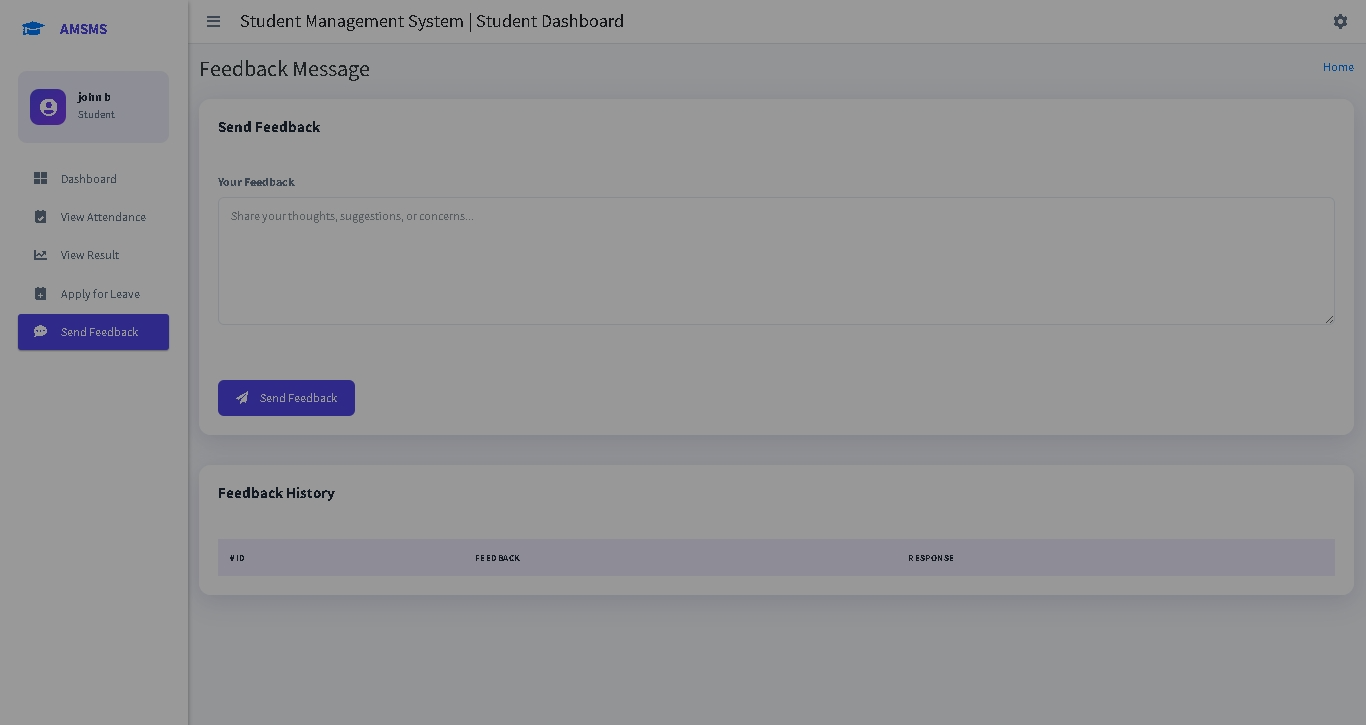 AMSMS
Student Management System | Student Dashboard
john b
Student
Dashboard
View Attendance
View Result
Apply for Leave
Send Feedback
Feedback Message
Home
Send Feedback
Your Feedback
Share your thoughts, suggestions, or concerns...
Send Feedback
Feedback History
#ID FEEDBACK RESPONSE